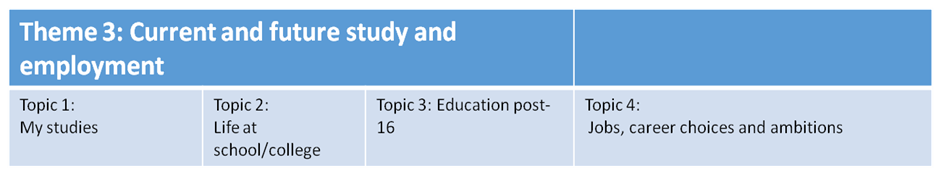 Theme 3: Current and future study and
employment
Topic 1:
My studies
Topic 2:
Life at
school/college
Topic 3: Education post-
16
Topic 4:
Jobs, career choices and ambitions